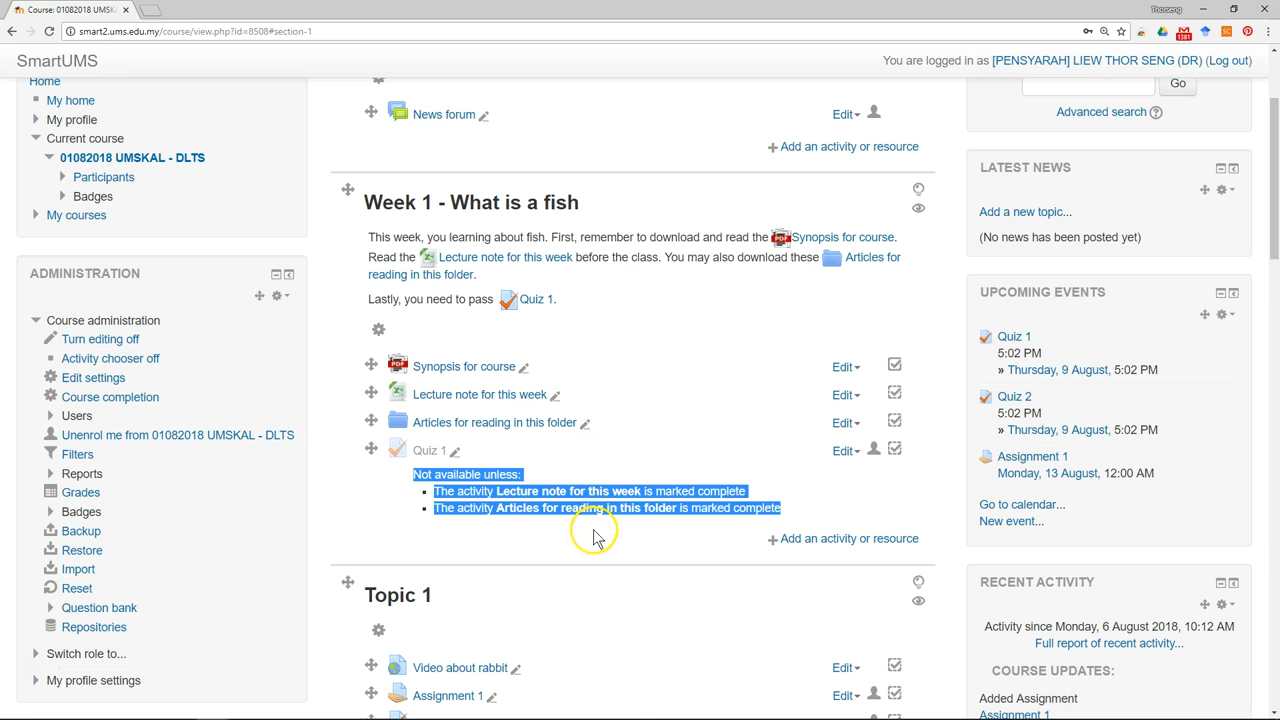 Course: 01082018 UMSK
Thorseng
smart2.ums.edu.my/course/view.php?id=8508#section-1
1381
SC
SmartUMS
You are logged in as [PENSYARAH] LIEW THOR SENG (DR) (Log out)
Home
My home
My profile
Current course
01082018 UMSKAL - DLTS
Participants
Badges
My courses
ADMINISTRATION
Course administration
Turn editing off
Activity chooser off
Edit settings
Course completion
Users
Unenrol me from 01082018 UMSKAL - DLTS
Filters
Reports
Grades
Badges
Backup
Restore
Import
Reset
Question bank
Repositories
Switch role to...
My profile settings
News forum
Edit
Add an activity or resource
Week 1 - What is a fish
This week, you learning about fish. First, remember to download and read the PDF Synopsis for course.
Read the Lecture note for this week before the class. You may also download these Articles for
reading in this folder.
Lastly, you need to pass Quiz 1.
PDF Synopsis for course Edit
Lecture note for this week Edit
Articles for reading in this folder Edit
Quiz 1 Edit
Not available unless:
The activity Lecture note for this week is marked complete
The activity Articles for reading in this folder is marked complete
Add an activity or resource
Topic 1
Video about rabbit Edit
Assignment 1 Edit
Go
Advanced search ?
LATEST NEWS
Add a new topic...
(No news has been posted yet)
UPCOMING EVENTS
Quiz 1
5:02 PM
» Thursday, 9 August, 5:02 PM
Quiz 2
5:02 PM
» Thursday, 9 August, 5:02 PM
Assignment 1
Monday, 13 August, 12:00 AM
Go to calendar...
New event...
RECENT ACTIVITY
Activity since Monday, 6 August 2018, 10:12 AM
Full report of recent activity...
COURSE UPDATES:
Added Assignment
Assignment 1